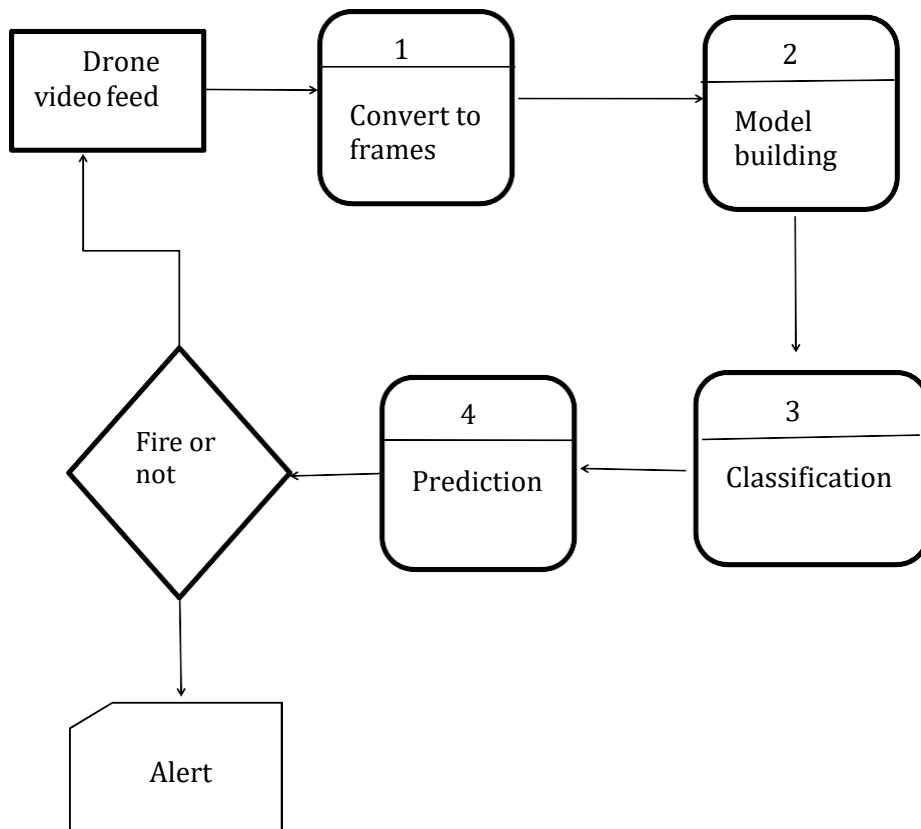 Drone
video feed
1
Convert to
frames
2
Model
building
3
Classification
4
Prediction
Fire or
not
Alert